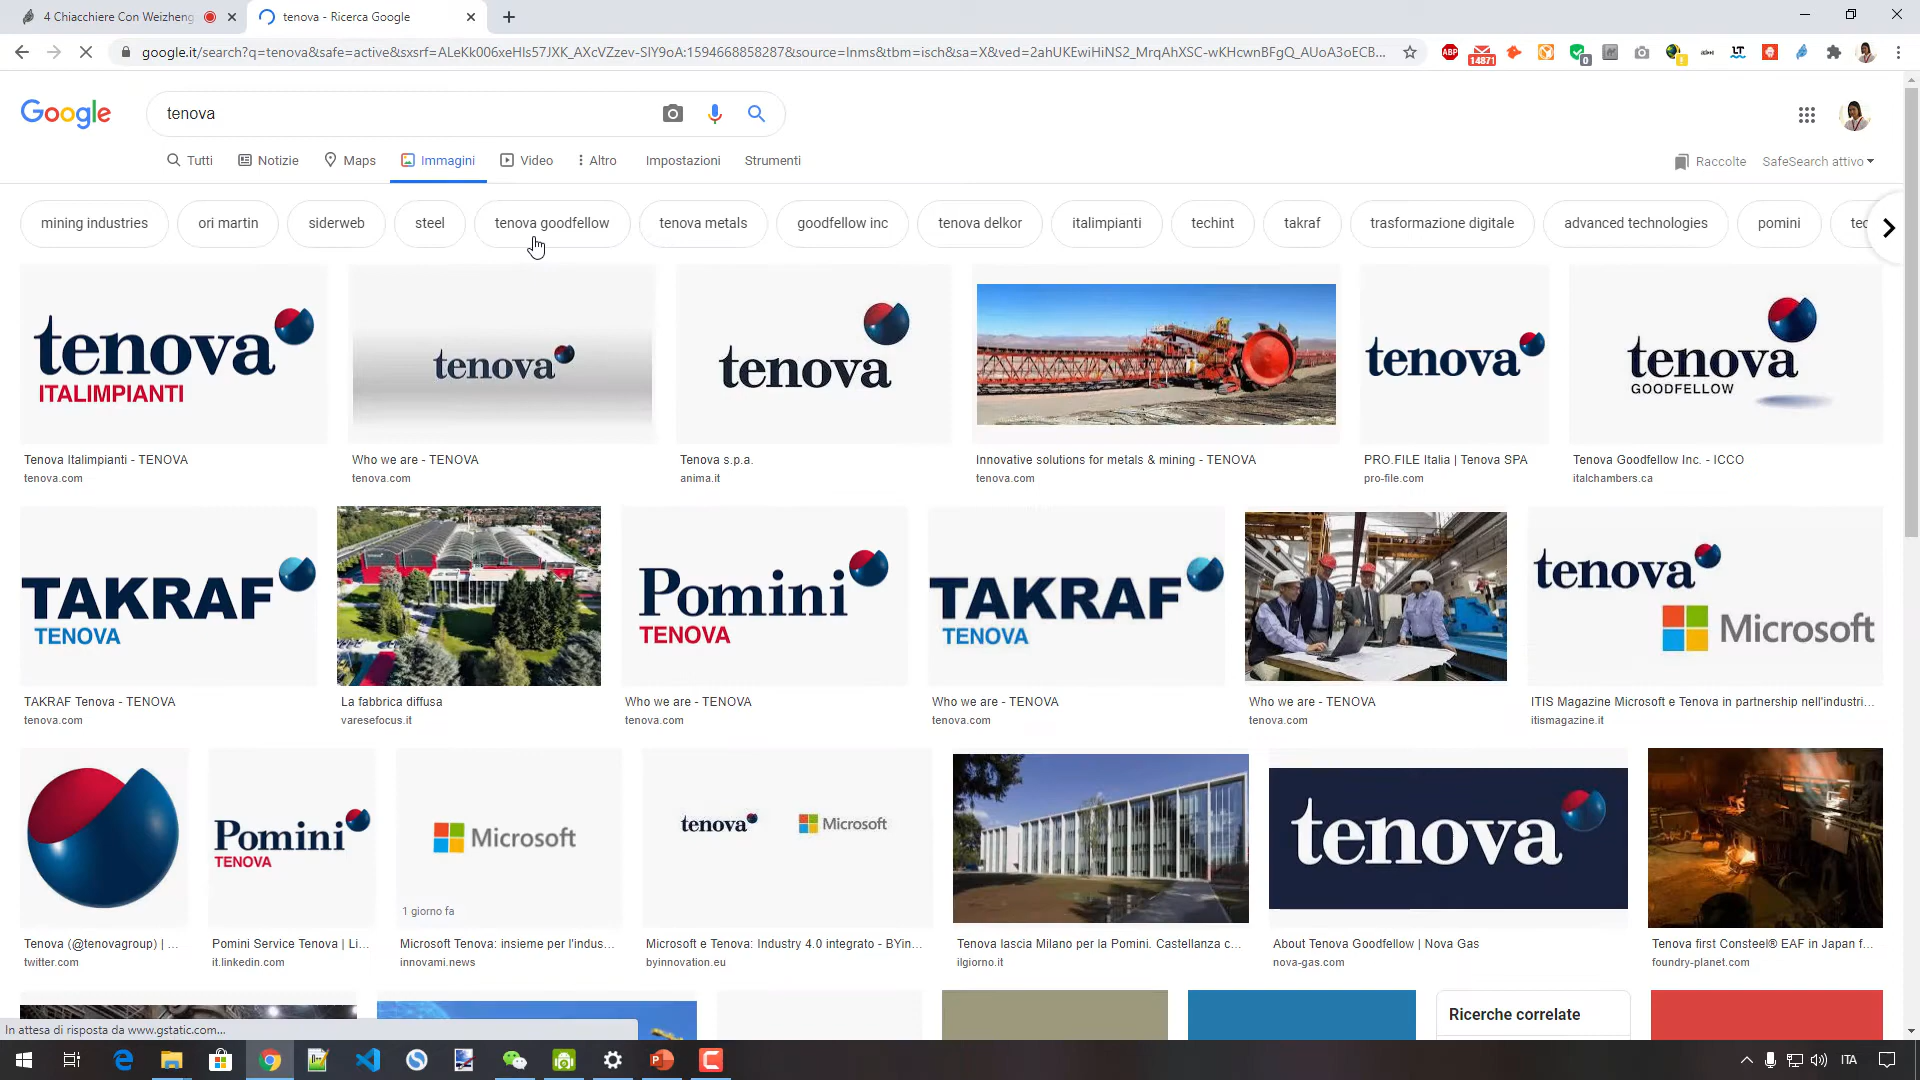 4 Chiacchiere Con Weizheng
tenova - Ricerca Google
google.it/search?q=tenova&safe=active&sxsrf=ALeKk006xeHls57JXK_AXcVZzev-SlY9oA:1594668858287&source=lnms&tbm=isch&sa=X&ved=2ahUKEwiHiNS2_MrqAhXSC-wKHcwnBFgQ_AUoA3oECB...
ABP
14871
0
LT
Google
tenova
Tutti
Notizie
Maps
Immagini
Video
Altro
Impostazioni
Strumenti
Raccolte
SafeSearch attivo
mining industries
ori martin
siderweb
steel
tenova goodfellow
tenova metals
goodfellow inc
tenova delkor
italimpianti
techint
takraf
trasformazione digitale
advanced technologies
pomini
tec
tenova
ITALIMPIANTI
tenova
tenova
tenova
tenova
GOODFELLOW
Tenova Italimpianti - TENOVA
tenova.com
Who we are - TENOVA
tenova.com
Tenova s.p.a.
anima.it
Innovative solutions for metals & mining - TENOVA
tenova.com
PRO.FILE Italia | Tenova SPA
pro-file.com
Tenova Goodfellow Inc. - ICCO
italchambers.ca
TAKRAF
TENOVA
Pomini
TENOVA
TAKRAF
TENOVA
tenova
Microsoft
TAKRAF Tenova - TENOVA
tenova.com
La fabbrica diffusa
varesefocus.it
Who we are - TENOVA
tenova.com
Who we are - TENOVA
tenova.com
Who we are - TENOVA
tenova.com
ITIS Magazine Microsoft e Tenova in partnership nell'industri...
itismagazine.it
Pomini
TENOVA
Microsoft
1 giorno fa
tenova
Microsoft
tenova
Tenova (@tenovagroup) | ...
twitter.com
Pomini Service Tenova | Li...
it.linkedin.com
Microsoft Tenova: insieme per l'indus...
innovami.news
Microsoft e Tenova: Industry 4.0 integrato - BYin...
byinnovation.eu
Tenova lascia Milano per la Pomini. Castellanza c...
ilgiorno.it
About Tenova Goodfellow | Nova Gas
nova-gas.com
Tenova first Consteel® EAF in Japan f...
foundry-planet.com
Ricerche correlate
In attesa di risposta da www.gstatic.com...
ITA